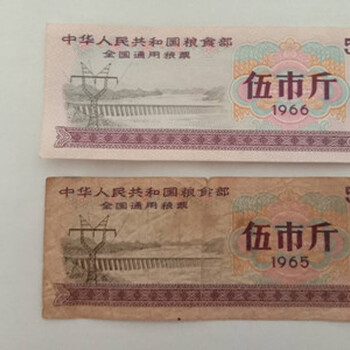 中华人民共和国粮食部
全国通用粮票
伍市斤
1966
中华人民共和国粮食部
全国通用粮票
伍市斤
1965